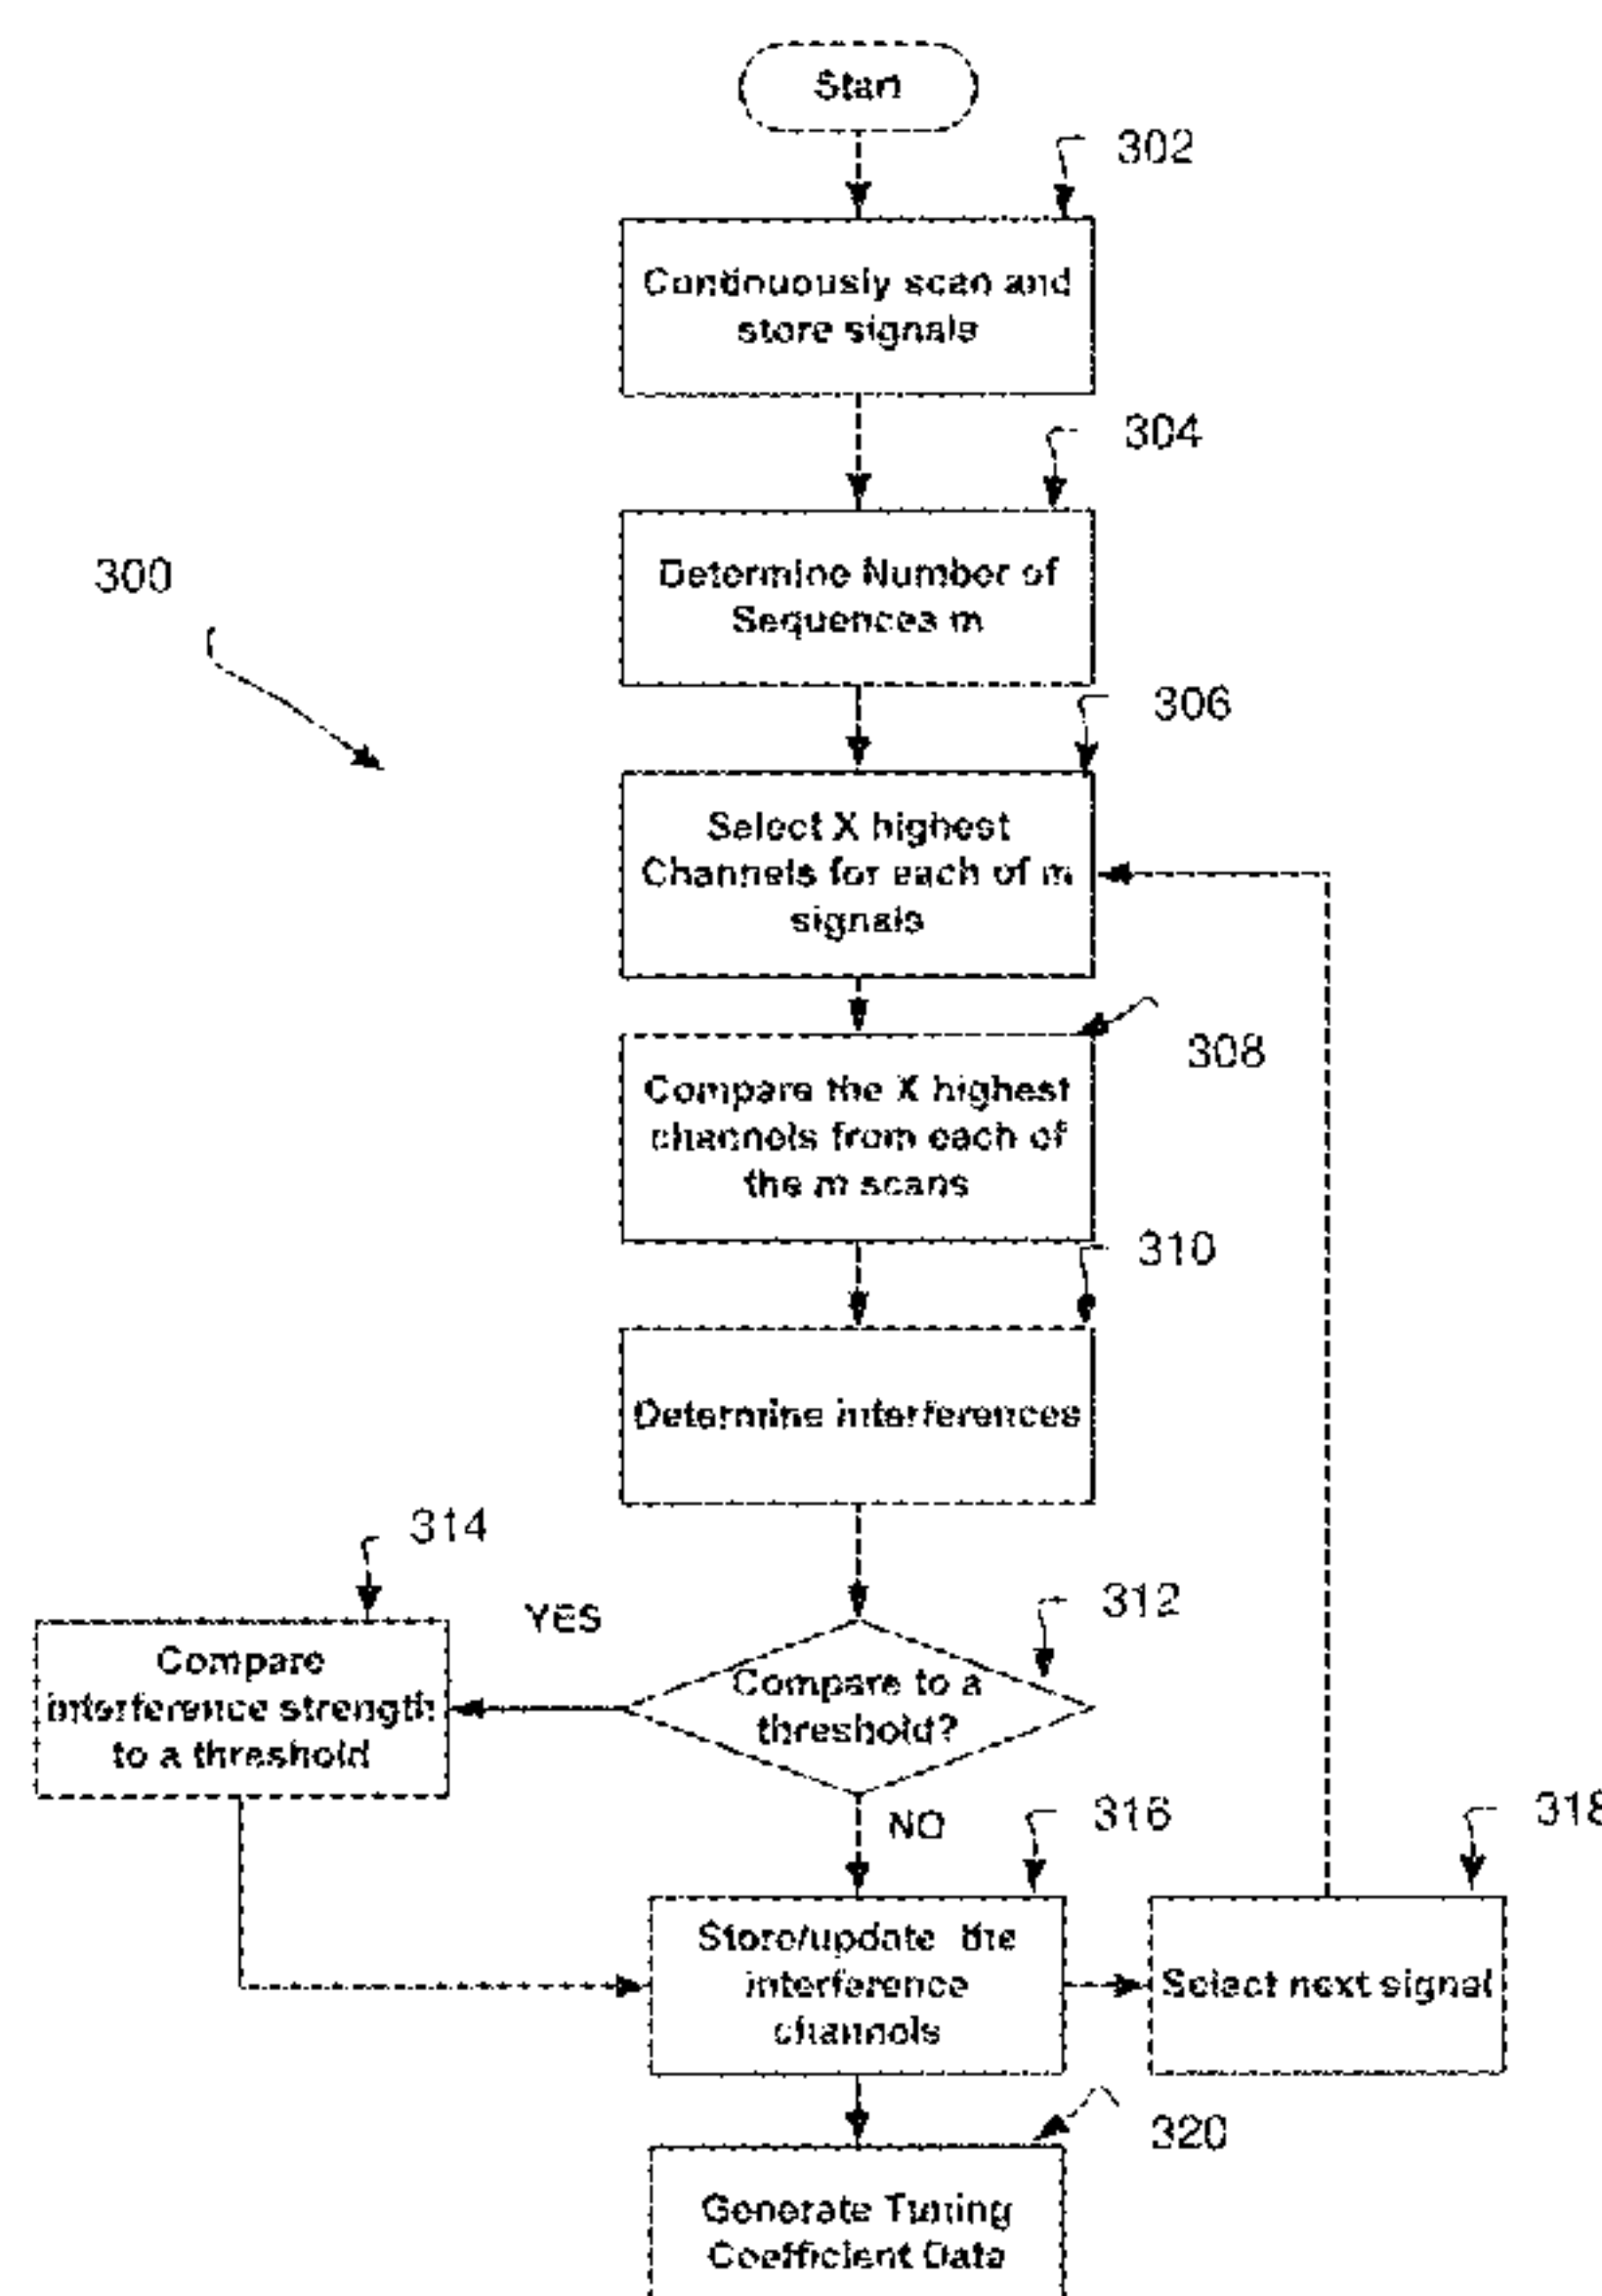 Start
302
Continuously scan and
store signals
304
Determine Number of
Sequences m
300
306
Select X highest
Channels for each of m
signals
308
Compare the X highest
channels from each of
the m scans
310
Determine interferences
314
YES
312
Compare
interference strength
to a threshold
Compare to a
threshold?
NO
316
318
Store/update the
interference
channels
Select next signal
320
Generate Tuning
Coefficient Data